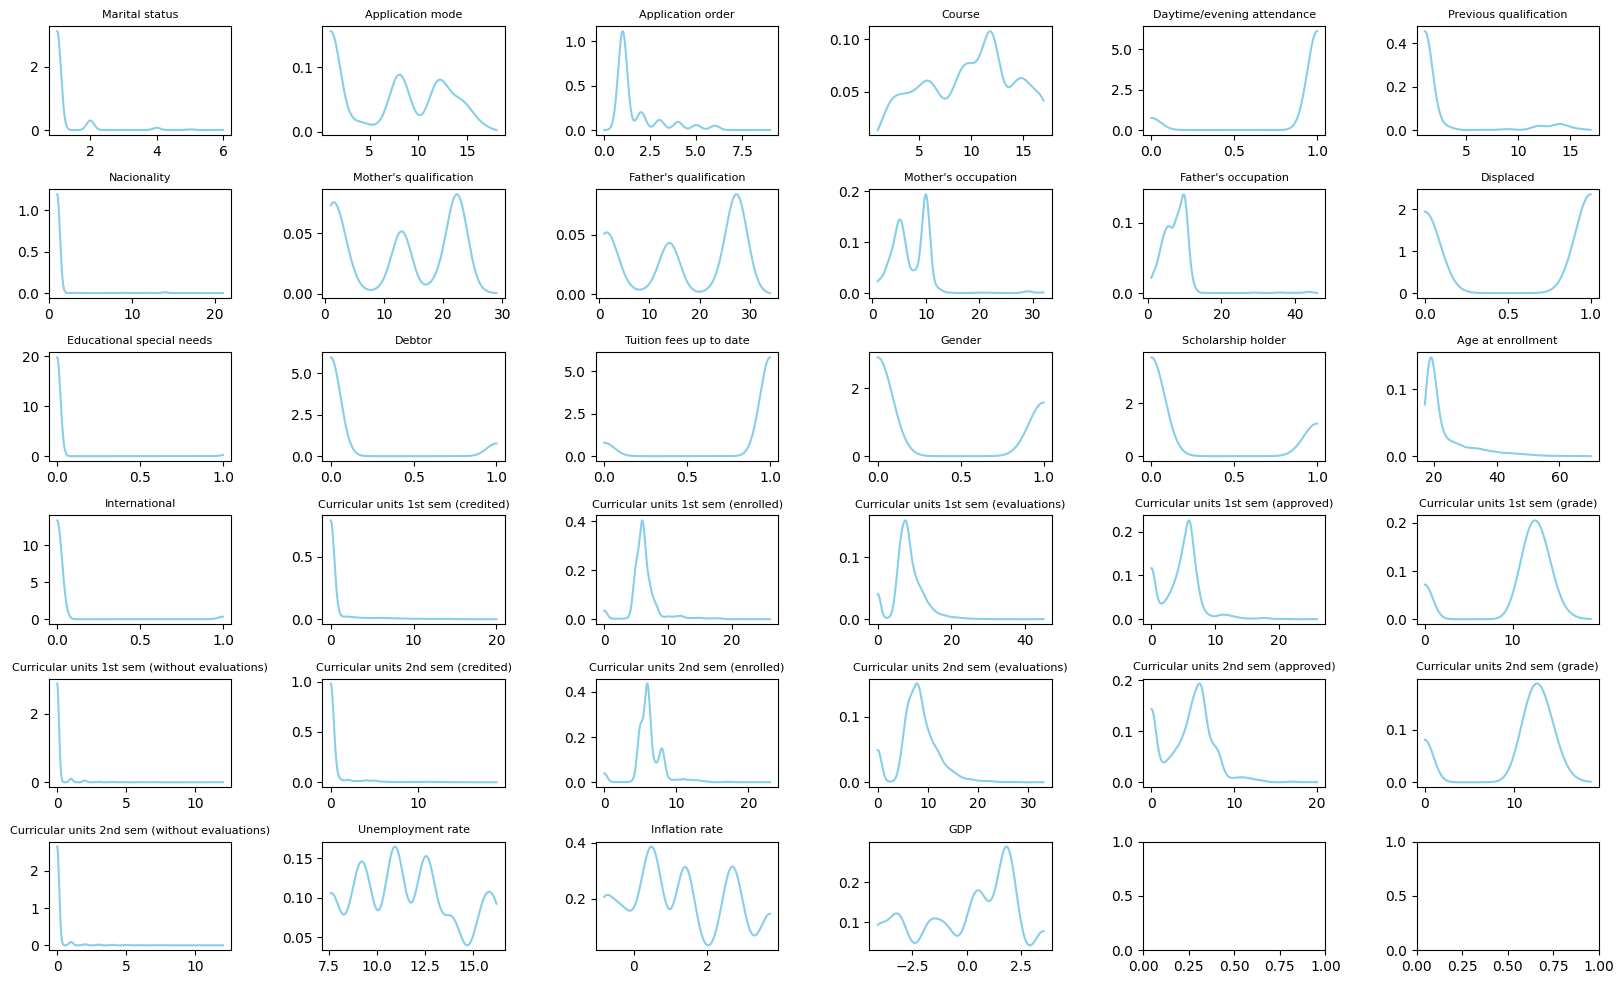 Marital status
Application mode
Application order
Course
Daytime/evening attendance
Previous qualification
2
0
2 4 6
0.1
0.0
5 10 15
1.0
0.5
0.0
0.0 2.5 5.0 7.5
0.10
0.05
5 10 15
5.0
2.5
0.0
0.0 0.5 1.0
0.4
0.2
0.0
5 10 15
Nacionality
Mother's qualification
Father's qualification
Mother's occupation
Father's occupation
Displaced
1.0
0.5
0.0
0 10 20
0.05
0.00
0 10 20 30
0.05
0.00
0 10 20 30
0.2
0.1
0.0
0 10 20 30
0.1
0.0
0 20 40
2
1
0
0.0 0.5 1.0
Educational special needs
Debtor
Tuition fees up to date
Gender
Scholarship holder
Age at enrollment
20
10
0
0.0 0.5 1.0
5.0
2.5
0.0
0.0 0.5 1.0
5.0
2.5
0.0
0.0 0.5 1.0
2
0
0.0 0.5 1.0
2
0
0.0 0.5 1.0
0.1
0.0
20 40 60
International
Curricular units 1st sem (credited)
Curricular units 1st sem (enrolled)
Curricular units 1st sem (evaluations)
Curricular units 1st sem (approved)
Curricular units 1st sem (grade)
10
5
0
0.0 0.5 1.0
0.5
0.0
0 10 20
0.4
0.2
0.0
0 10 20
0.1
0.0
0 20 40
0.2
0.1
0.0
0 10 20
0.2
0.1
0.0
0 10
Curricular units 1st sem (without evaluations)
Curricular units 2nd sem (credited)
Curricular units 2nd sem (enrolled)
Curricular units 2nd sem (evaluations)
Curricular units 2nd sem (approved)
Curricular units 2nd sem (grade)
2
0
0 5 10
1.0
0.5
0.0
0 10
0.4
0.2
0.0
0 10 20
0.1
0.0
0 10 20 30
0.2
0.1
0.0
0 10 20
0.1
0.0
0 10
Curricular units 2nd sem (without evaluations)
Unemployment rate
Inflation rate
GDP
2
1
0
0 5 10
0.15
0.10
0.05
7.5 10.0 12.5 15.0
0.4
0.2
0 2
0.2
0.1
−2.5 0.0 2.5
1.0
0.5
0.0
0.00 0.25 0.50 0.75 1.00
1.0
0.5
0.0
0.00 0.25 0.50 0.75 1.00